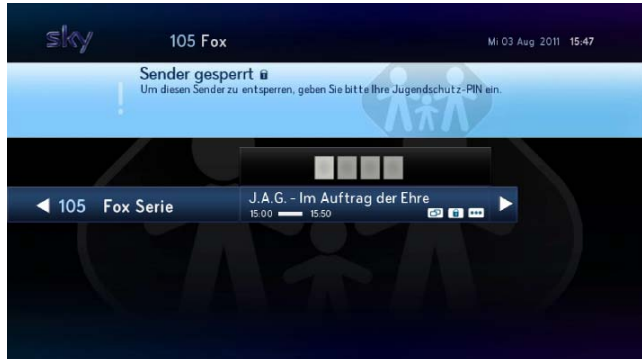 sky
105 Fox
Mi 03 Aug 2011 15:47
Sender gesperrt
Um diesen Sender zu entsperren, geben Sie bitte Ihre Jugendschutz-PIN ein.
105 Fox Serie
J.A.G. - Im Auftrag der Ehre
15:00 15:50